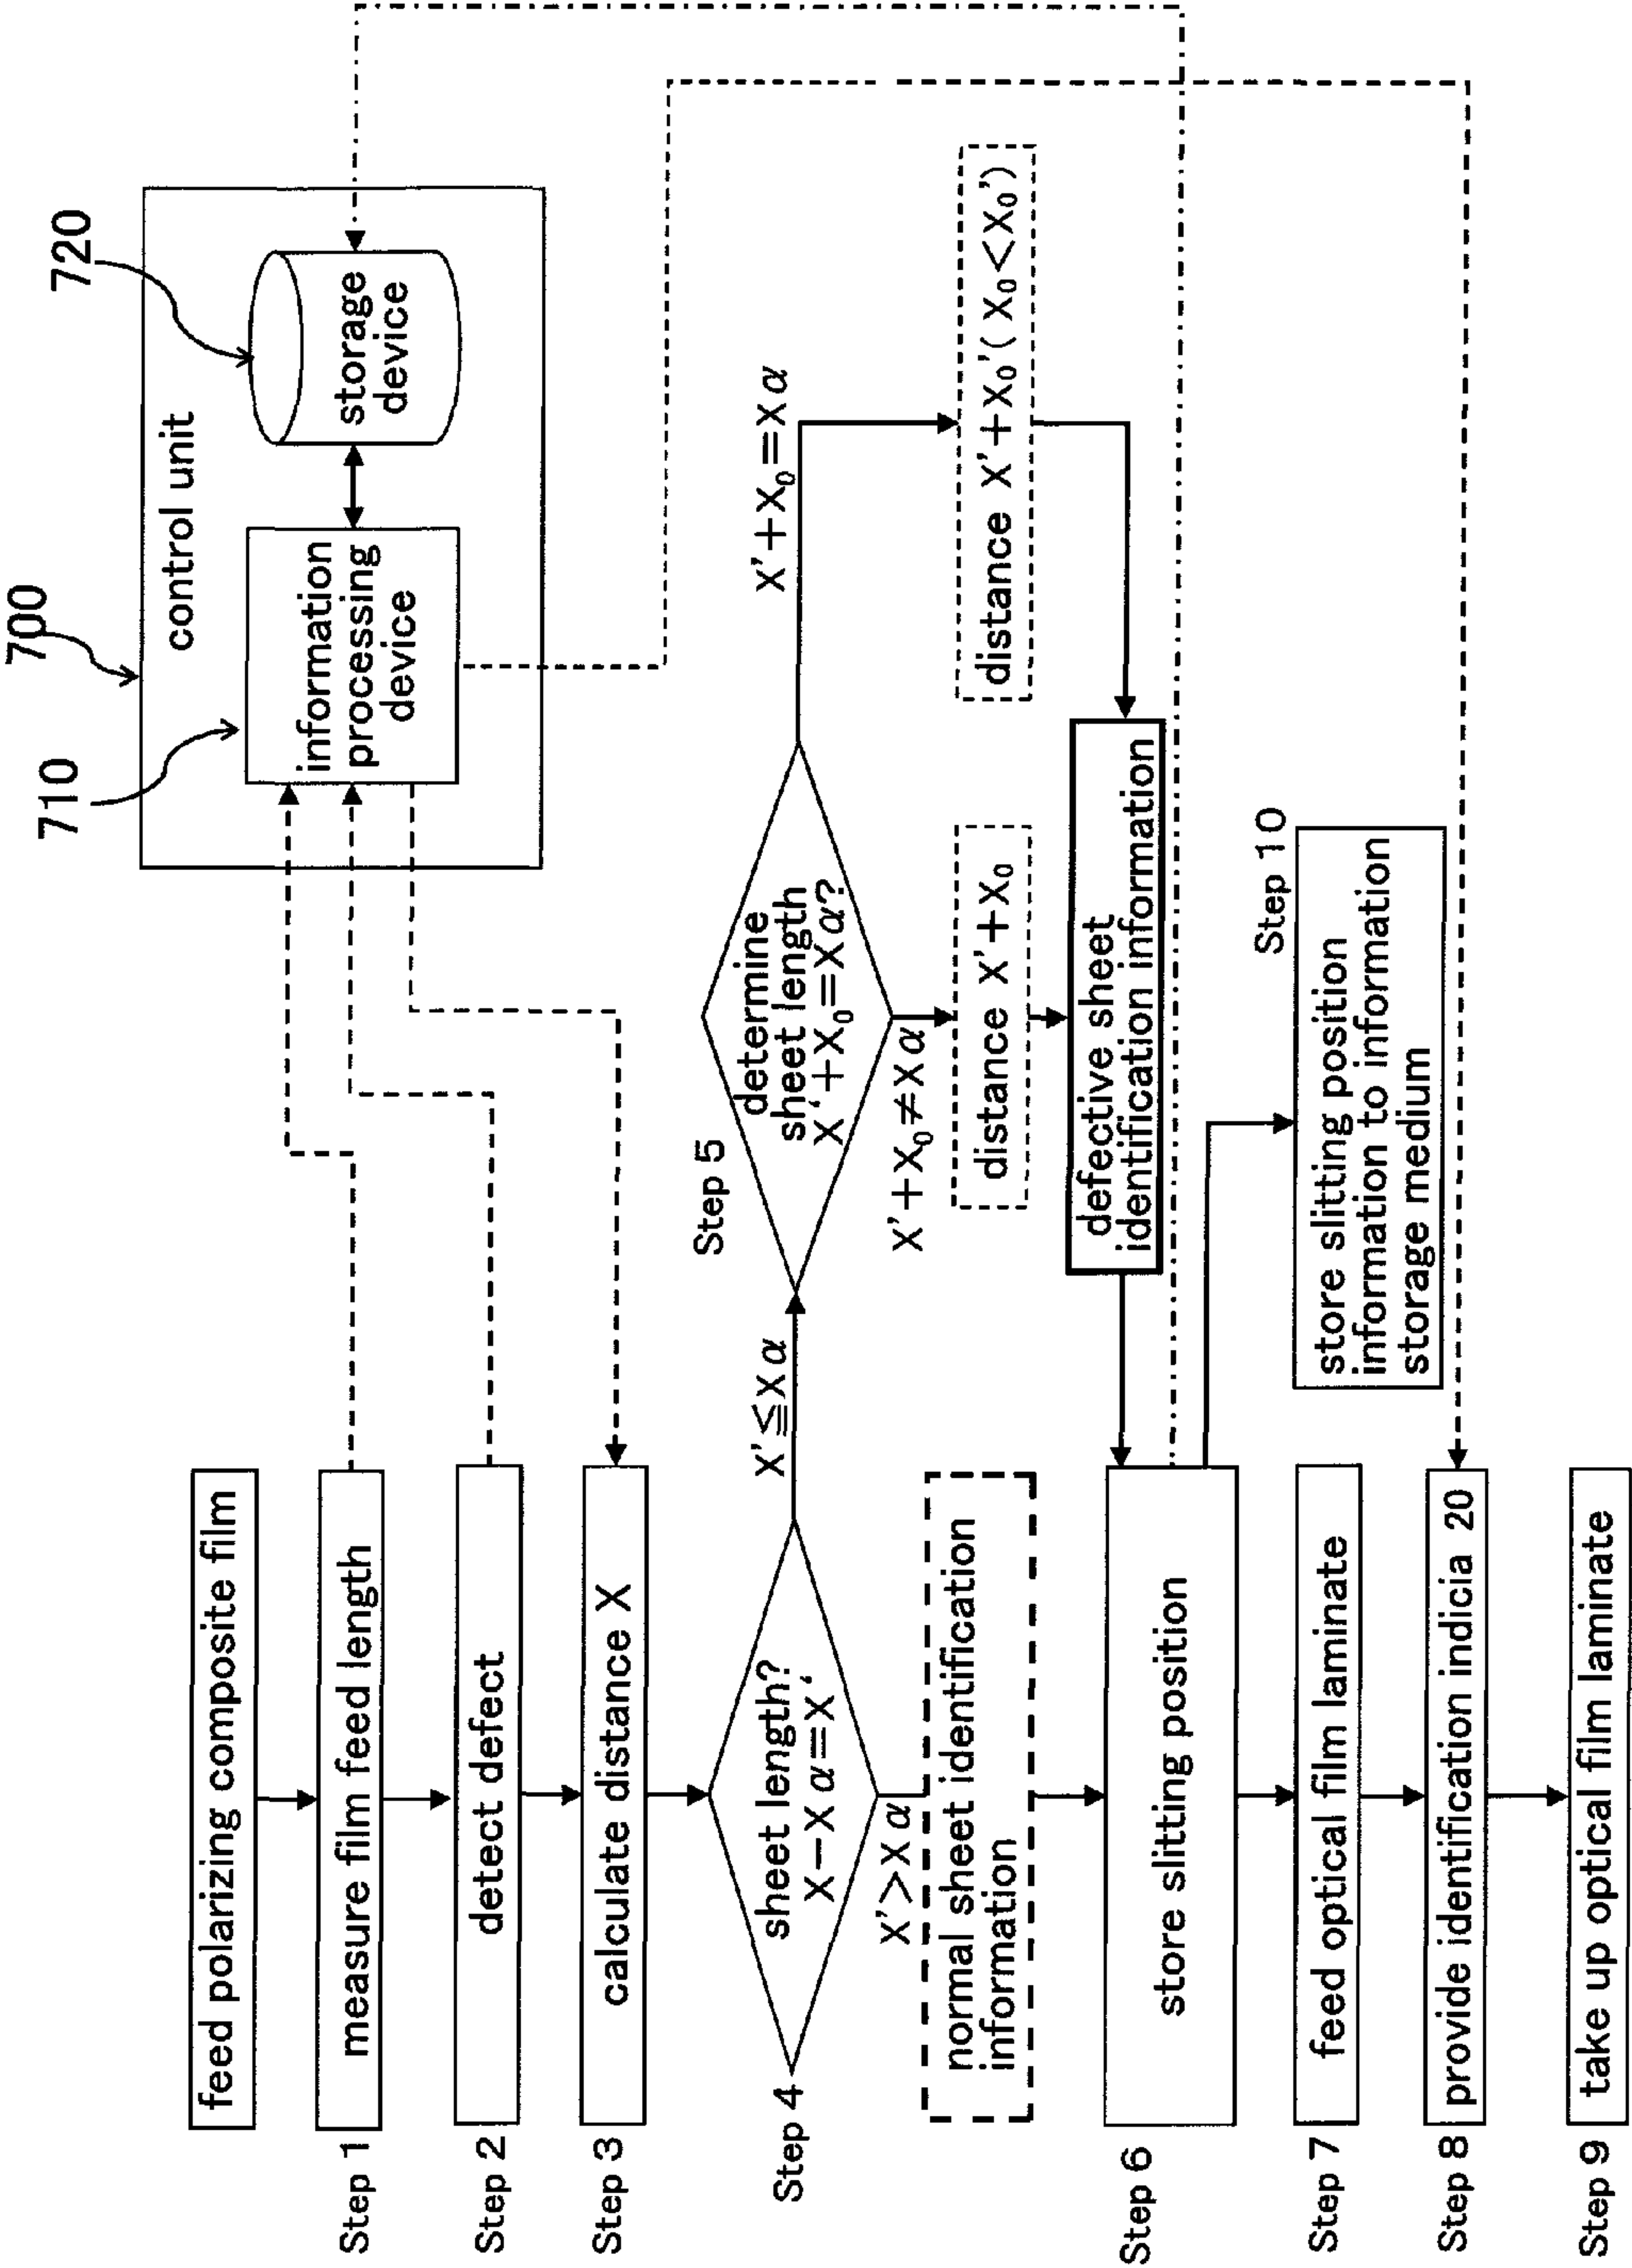 700
control unit
710
information
processing
device
720
storage
device
feed polarizing composite film
Step 1
measure film feed length
Step 2
detect defect
Step 3
calculate distance X
Step 4
sheet length?
X−Xα=X‘
X'≦Xα
X'>Xα
normal sheet identification
information
Step 5
determine
sheet length
X‘+X₀=Xα?
X'+X₀=Xα
X'+X₀≠Xα
distance X'+X₀
distance X'+X₀'(X₀<X₀')
defective sheet
identification information
Step 6
store slitting position
Step 10
store slitting position
information to information
storage medium
Step 7
feed optical film laminate
Step 8
provide identification indicia 20
Step 9
take up optical film laminate